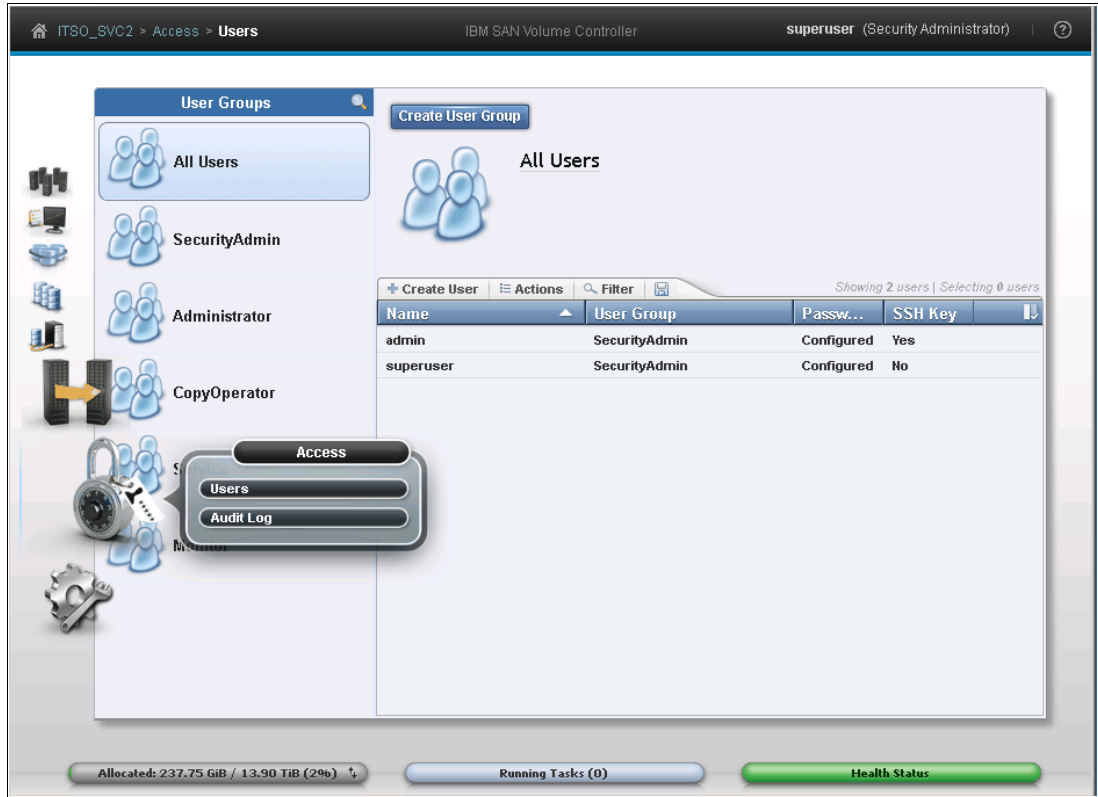 ITSO_SVC2 > Access > Users
IBM SAN Volume Controller
superuser (Security Administrator)
?
User Groups
Create User Group
All Users
All Users
SecurityAdmin
Administrator
CopyOperator
Service
Monitor
Create User
Actions
Filter
Showing 2 users | Selecting 0 users
Name User Group Passw... SSH Key
admin SecurityAdmin Configured Yes
superuser SecurityAdmin Configured No
Access
Users
Audit Log
Allocated: 237.75 GiB / 13.90 TiB (2%)
Running Tasks (0)
Health Status